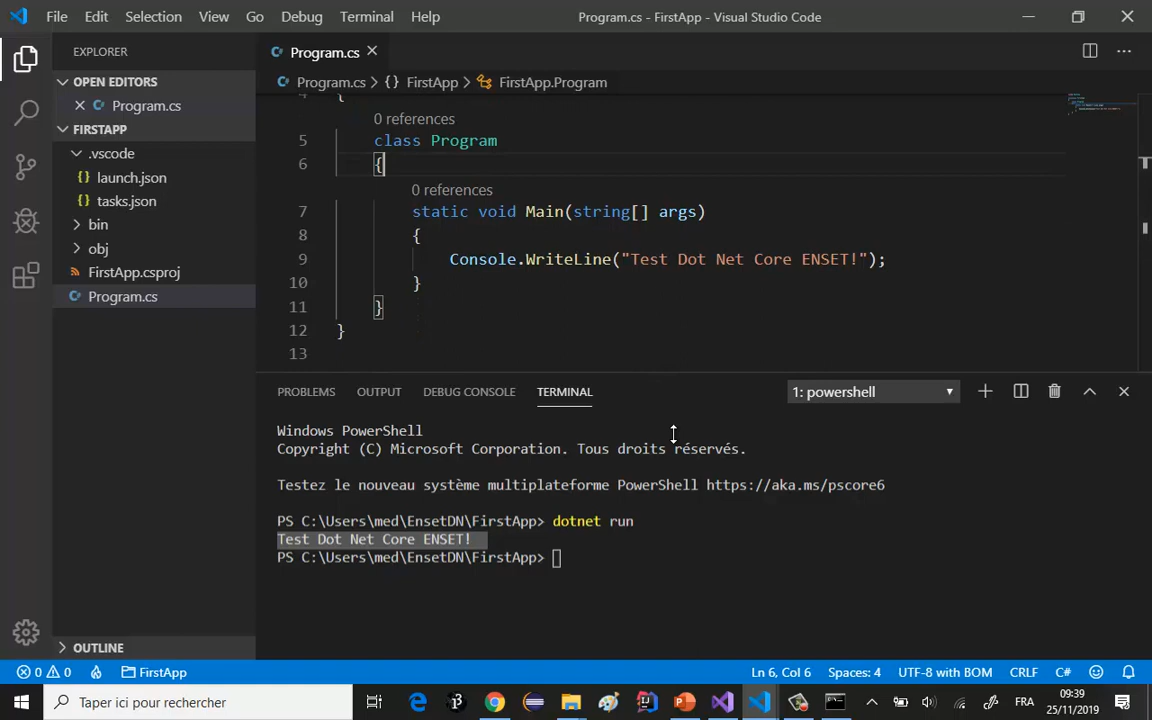 File Edit Selection View Go Debug Terminal Help
Program.cs - FirstApp - Visual Studio Code
EXPLORER
OPEN EDITORS
Program.cs
FIRSTAPP
.vscode
launch.json
tasks.json
bin
obj
FirstApp.csproj
Program.cs
OUTLINE
Program.cs
Program.cs > {} FirstApp > FirstApp.Program
4 {
0 references
5 class Program
6 {
0 references
7 static void Main(string[] args)
8 {
9 Console.WriteLine("Test Dot Net Core ENSET!");
10 }
11 }
12 }
13
PROBLEMS OUTPUT DEBUG CONSOLE TERMINAL
1: powershell
Windows PowerShell
Copyright (C) Microsoft Corporation. Tous droits réservés.
Testez le nouveau système multiplateforme PowerShell https://aka.ms/pscore6
PS C:\Users\med\EnsetDN\FirstApp> dotnet run
Test Dot Net Core ENSET!
PS C:\Users\med\EnsetDN\FirstApp>
0 0 FirstApp
Ln 6, Col 6 Spaces: 4 UTF-8 with BOM CRLF C#
Taper ici pour rechercher
FRA
09:39
25/11/2019